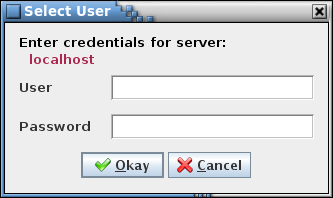 Select User
Enter credentials for server:
localhost
User
Password
Okay
Cancel